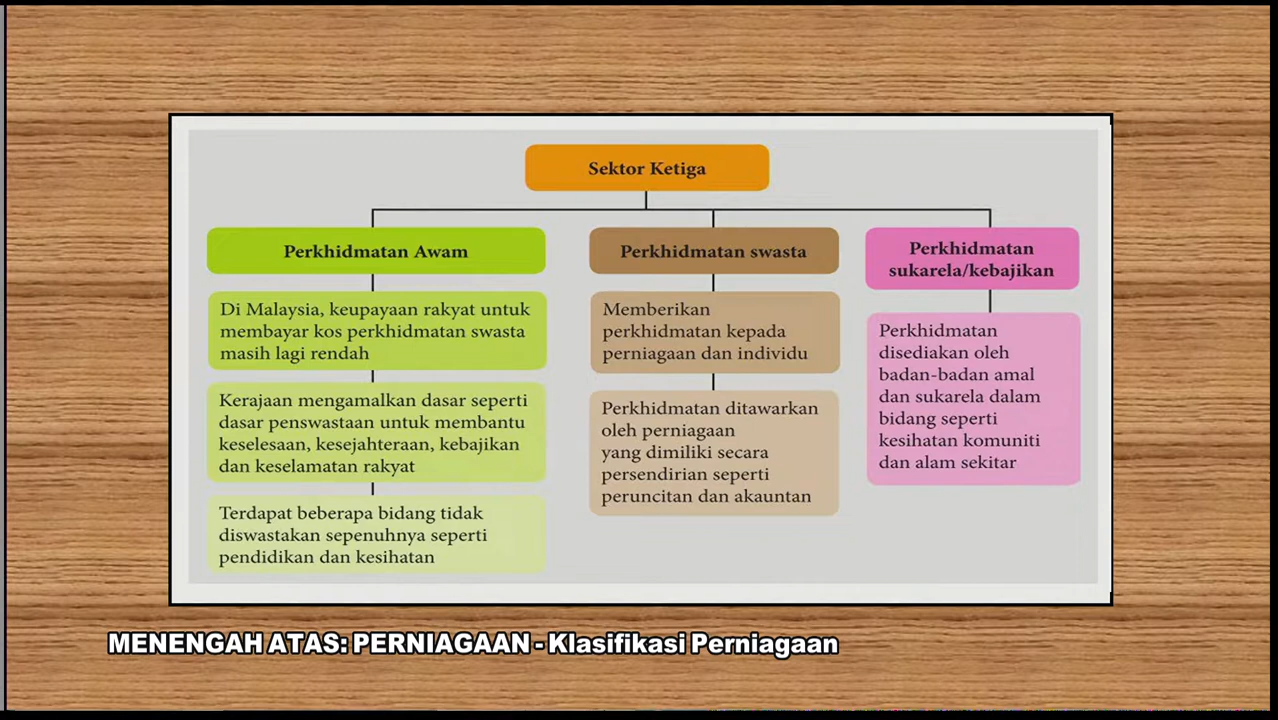 Sektor Ketiga
Perkhidmatan Awam
Di Malaysia, keupayaan rakyat untuk
membayar kos perkhidmatan swasta
masih lagi rendah
Kerajaan mengamalkan dasar seperti
dasar penswastaan untuk membantu
keselesaan, kesejahteraan, kebajikan
dan keselamatan rakyat
Terdapat beberapa bidang tidak
diswastakan sepenuhnya seperti
pendidikan dan kesihatan
Perkhidmatan swasta
Memberikan
perkhidmatan kepada
perniagaan dan individu
Perkhidmatan ditawarkan
oleh perniagaan
yang dimiliki secara
persendirian seperti
peruncitan dan akauntan
Perkhidmatan
sukarela/kebajikan
Perkhidmatan
disediakan oleh
badan-badan amal
dan sukarela dalam
bidang seperti
kesihatan komuniti
dan alam sekitar
MENENGAH ATAS: PERNIAGAAN - Klasifikasi Perniagaan